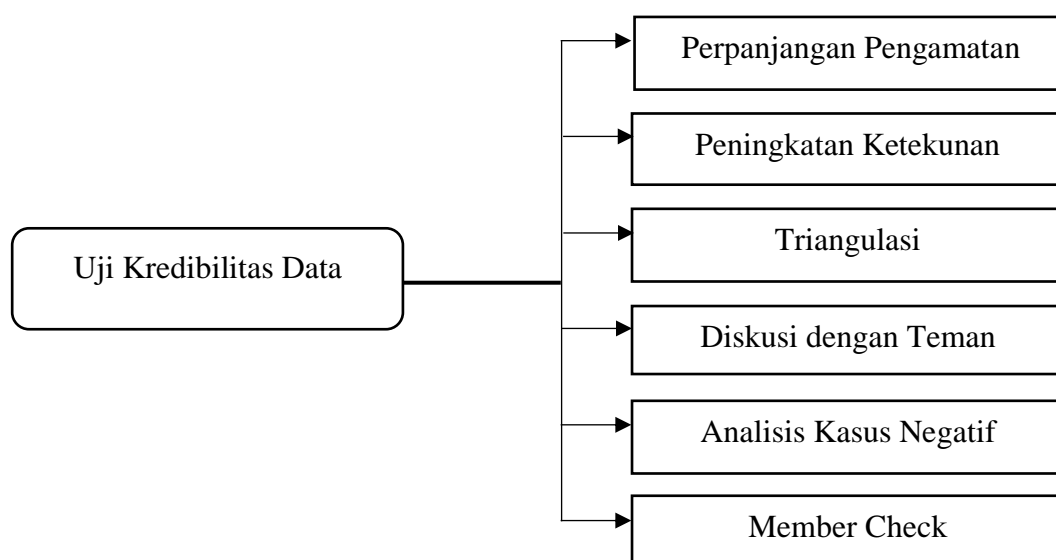 Perpanjangan Pengamatan
Peningkatan Ketekunan
Triangulasi
Uji Kredibilitas Data
Diskusi dengan Teman
Analisis Kasus Negatif
Member Check